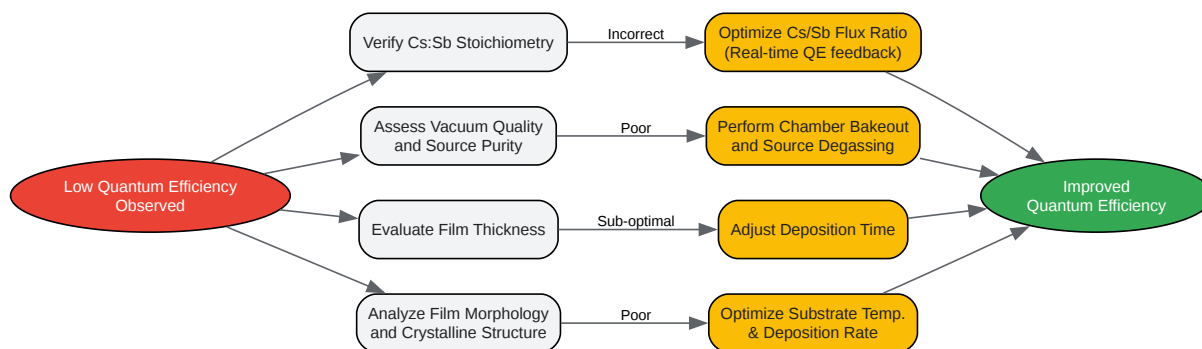 Low Quantum Efficiency
Observed
Verify Cs:Sb Stoichiometry
Incorrect
Optimize Cs/Sb Flux Ratio
(Real-time QE feedback)
Assess Vacuum Quality
and Source Purity
Poor
Perform Chamber Bakeout
and Source Degassing
Evaluate Film Thickness
Sub-optimal
Adjust Deposition Time
Analyze Film Morphology
and Crystalline Structure
Poor
Optimize Substrate Temp.
& Deposition Rate
Improved
Quantum Efficiency